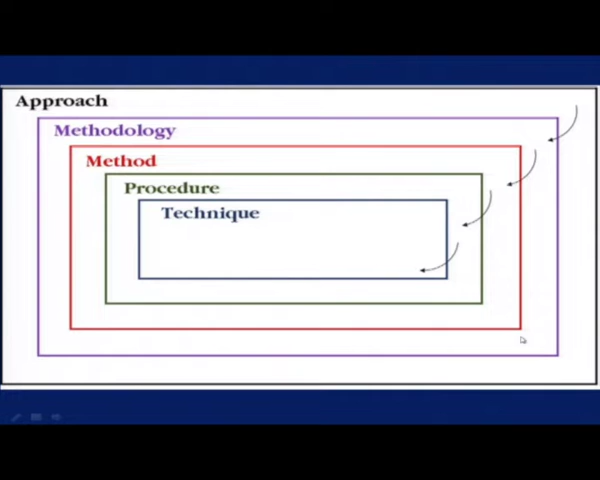 Approach
Methodology
Method
Procedure
Technique